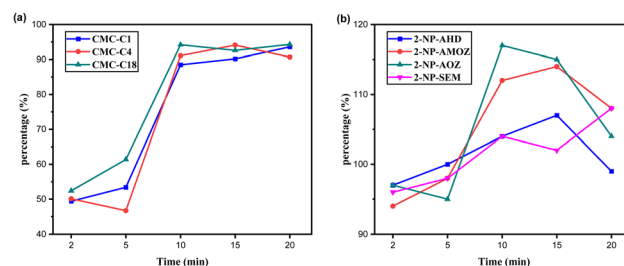 (a)
CMC-C1
CMC-C4
CMC-C18
100
90
80
70
60
50
40
percentage (%)
2 5 10 15 20
Time (min)
(b)
2-NP-AHD
2-NP-AMOZ
2-NP-AOZ
2-NP-SEM
120
110
100
90
percentage (%)
2 5 10 15 20
Time (min)